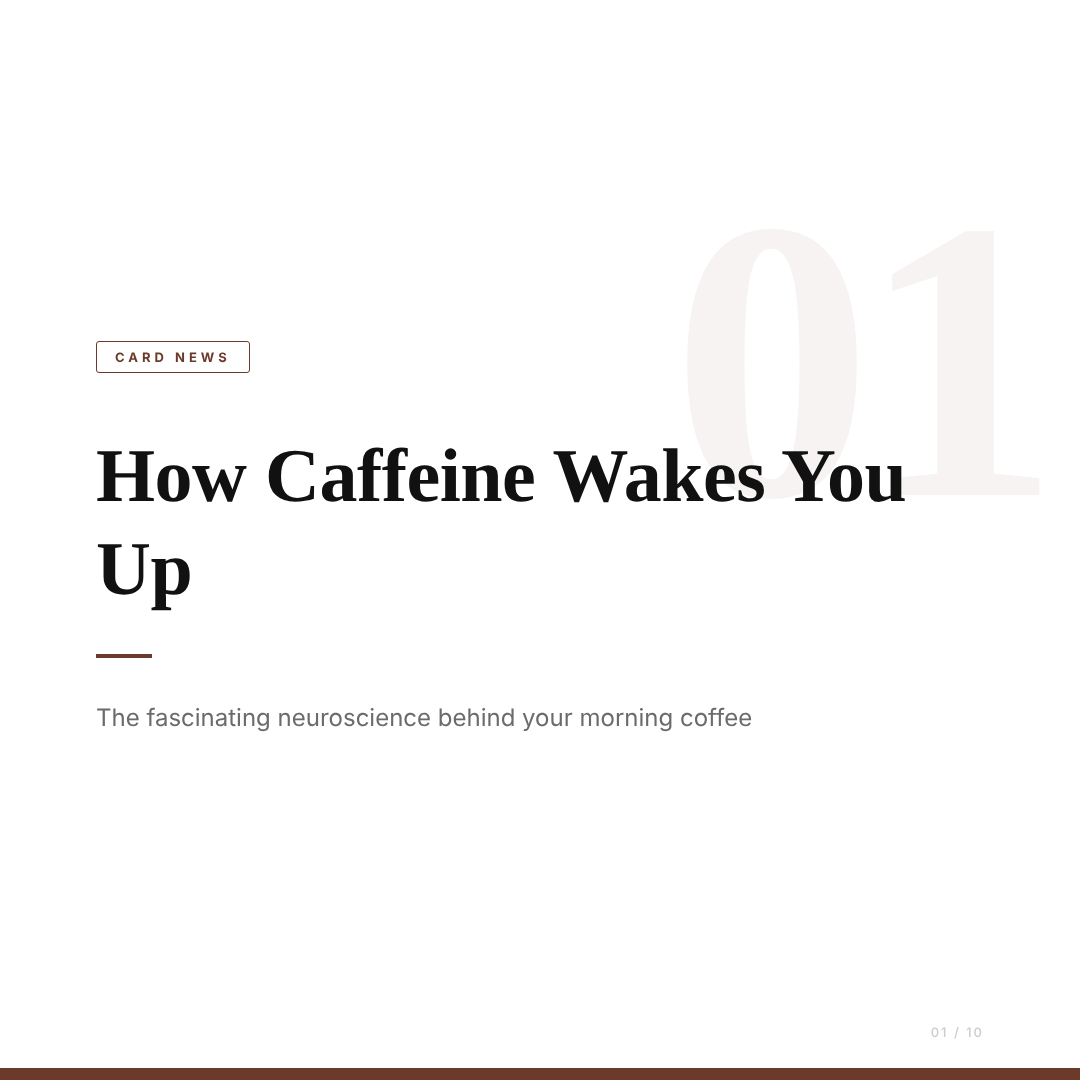 01
CARD NEWS
How Caffeine Wakes You
Up
The fascinating neuroscience behind your morning coffee
01 / 10